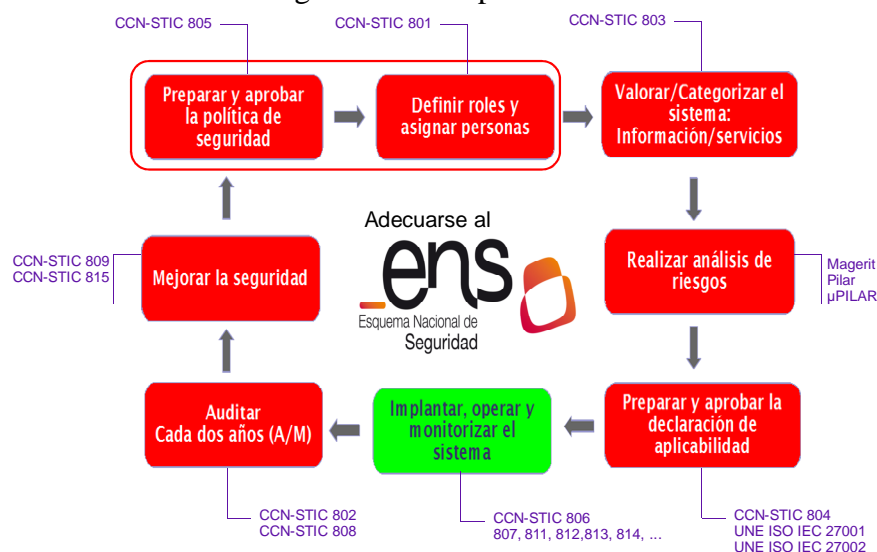 CCN-STIC 805
CCN-STIC 801
CCN-STIC 803
Preparar y aprobar
la política de
seguridad
Definir roles y
asignar personas
Valorar/Categorizar el
sistema:
Información/servicios
Adecuarse al
ens
Esquema Nacional de
Seguridad
CCN-STIC 809
CCN-STIC 815
Mejorar la seguridad
Realizar análisis de
riesgos
Magerit
Pilar
µPILAR
Auditar
Cada dos años (A/M)
Implantar, operar y
monitorizar el
sistema
Preparar y aprobar la
declaración de
aplicabilidad
CCN-STIC 802
CCN-STIC 808
CCN-STIC 806
807, 811, 812,813, 814, ...
CCN-STIC 804
UNE ISO IEC 27001
UNE ISO IEC 27002